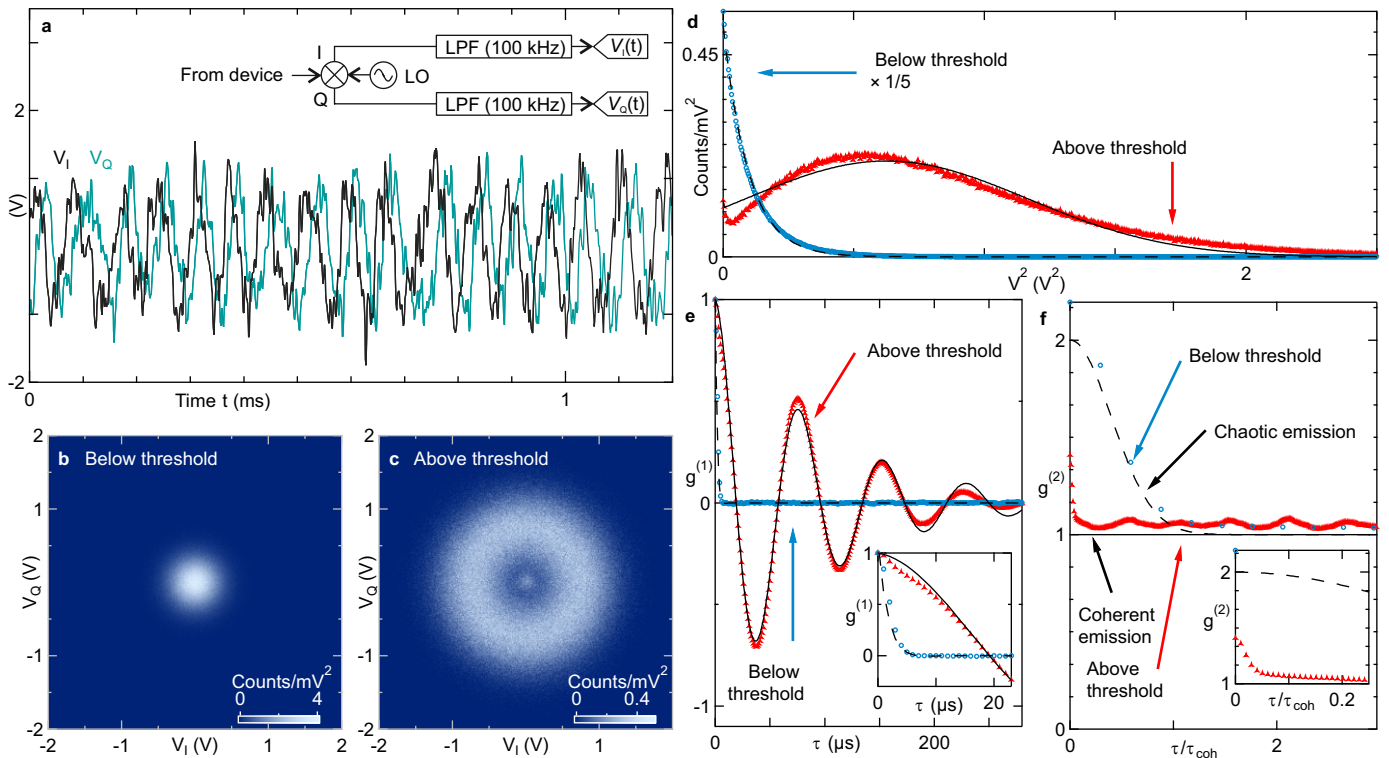 a
I
LPF (100 kHz)
V_I(t)
From device
LO
Q
LPF (100 kHz)
V_Q(t)
2
V_I
V_Q
(V)
-2
0
Time t (ms)
1
b Below threshold
2
1
0
-1
-2
V_Q (V)
Counts/mV^2
0
4
-2
-1
0
1
2
V_I (V)
c Above threshold
2
1
0
-1
-2
V_Q (V)
Counts/mV^2
0
0.4
-2
-1
0
1
2
V_I (V)
d
0.45
Counts/mV^2
0
Below threshold
× 1/5
Above threshold
0
2
V^2 (V^2)
e
1
g^(1)
0
-1
Above threshold
Below
threshold
0
τ (μs)
200
1
g^(1)
0
0
20
τ (μs)
f
2
g^(2)
1
0
Below threshold
Chaotic emission
Coherent
emission
Above
threshold
2
g^(2)
1
0
0.2
τ/τ_coh
0
2
τ/τ_coh